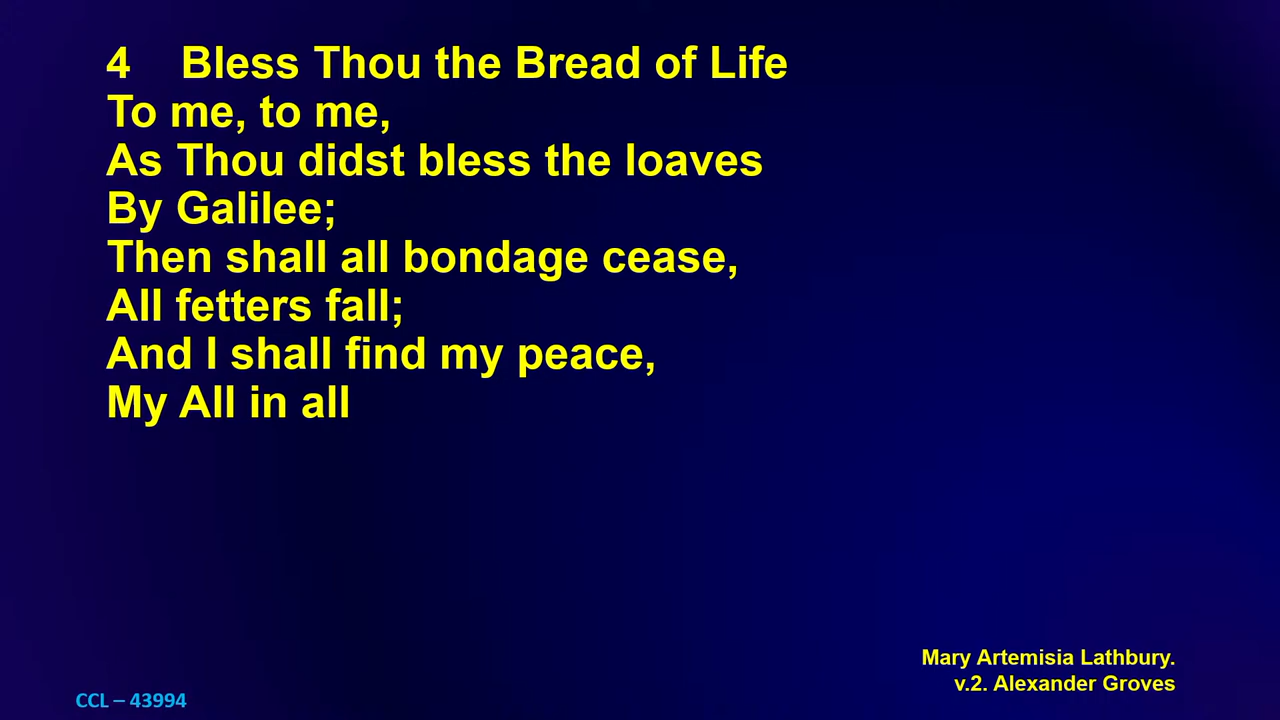 4 Bless Thou the Bread of Life
To me, to me,
As Thou didst bless the loaves
By Galilee;
Then shall all bondage cease,
All fetters fall;
And I shall find my peace,
My All in all
Mary Artemisia Lathbury.
v.2. Alexander Groves
CCL – 43994